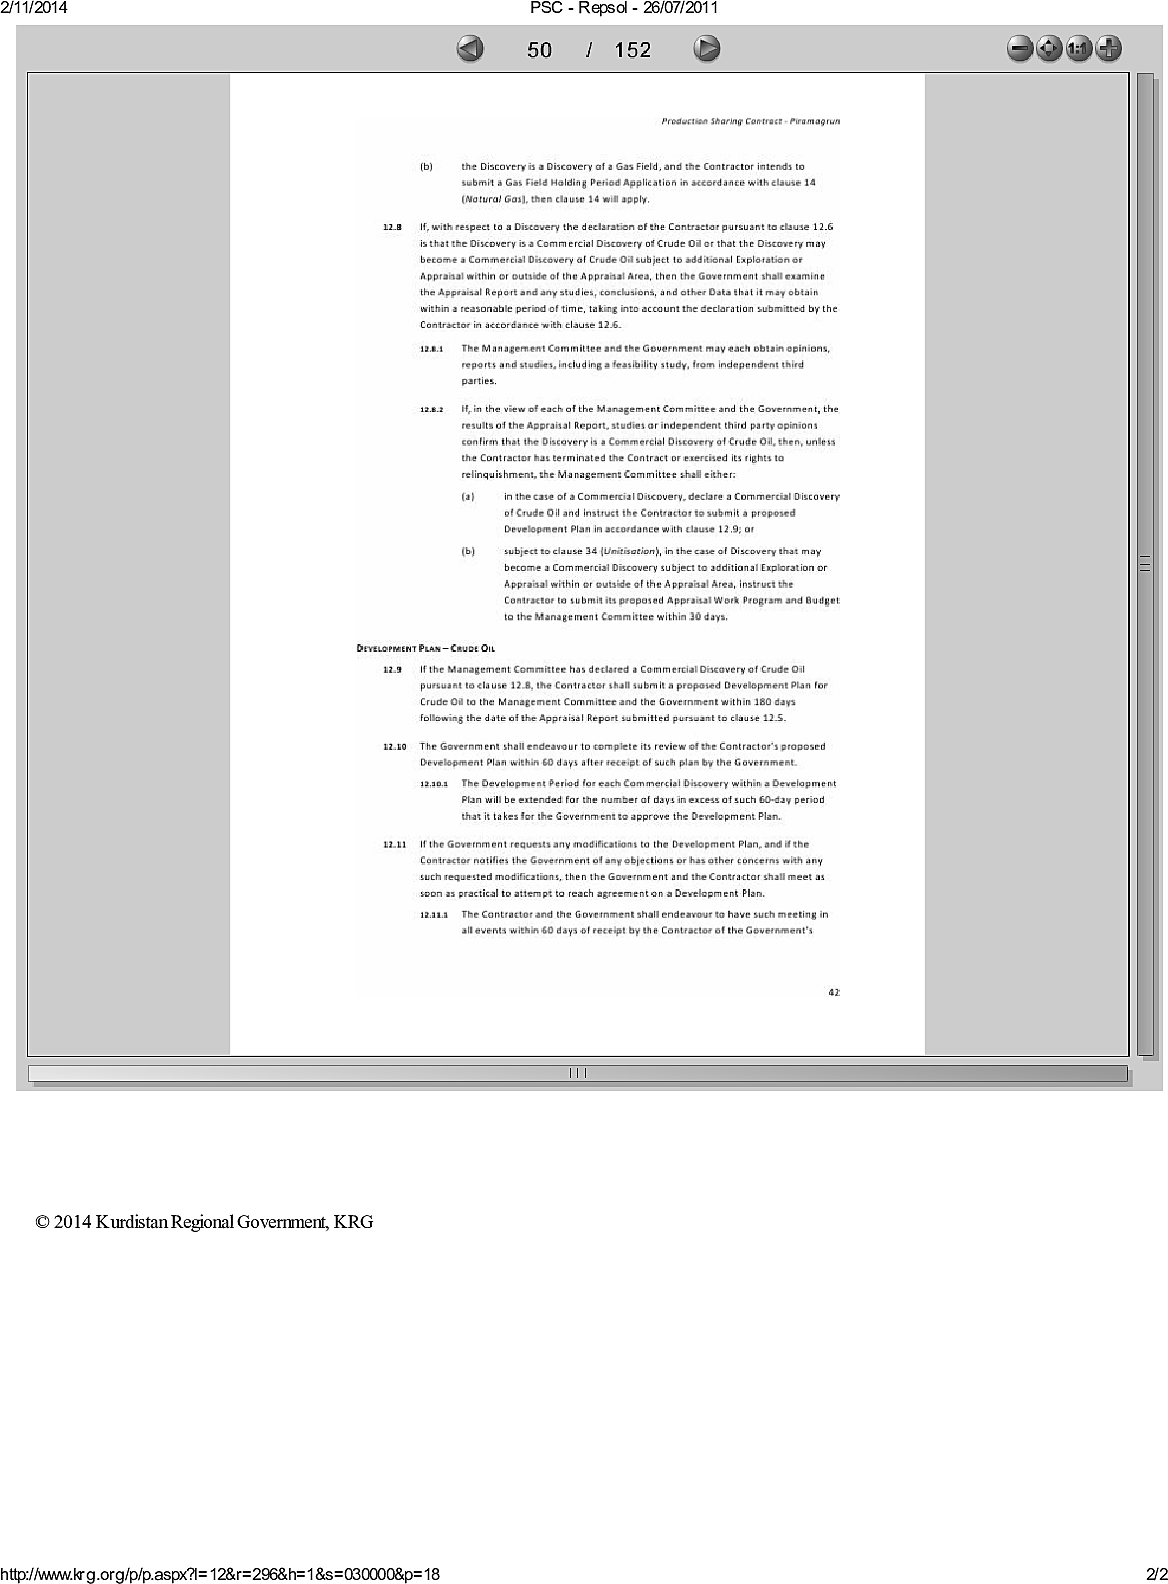 2/11/2014 PSC - Repsol - 26/07/2011
50 / 152
1:1
Production Sharing Contract - Piramagrun
(b) the Discovery is a Discovery of a Gas Field, and the Contractor intends to
submit a Gas Field Holding Period Application in accordance with clause 14
(Natural Gas), then clause 14 will apply.
12.8 If, with respect to a Discovery the declaration of the Contractor pursuant to clause 12.6
is that the Discovery is a Commercial Discovery of Crude Oil or that the Discovery may
become a Commercial Discovery of Crude Oil subject to additional Exploration or
Appraisal within or outside of the Appraisal Area, then the Government shall examine
the Appraisal Report and any studies, conclusions, and other Data that it may obtain
within a reasonable period of time, taking into account the declaration submitted by the
Contractor in accordance with clause 12.6.
12.8.1 The Management Committee and the Government may each obtain opinions,
reports and studies, including a feasibility study, from independent third
parties.
12.8.2 If, in the view of each of the Management Committee and the Government, the
results of the Appraisal Report, studies or independent third party opinions
confirm that the Discovery is a Commercial Discovery of Crude Oil, then, unless
the Contractor has terminated the Contract or exercised its rights to
relinquishment, the Management Committee shall either:
(a) in the case of a Commercial Discovery, declare a Commercial Discovery
of Crude Oil and instruct the Contractor to submit a proposed
Development Plan in accordance with clause 12.9; or
(b) subject to clause 34 (Unitisation), in the case of Discovery that may
become a Commercial Discovery subject to additional Exploration or
Appraisal within or outside of the Appraisal Area, instruct the
Contractor to submit its proposed Appraisal Work Program and Budget
to the Management Committee within 30 days.
DEVELOPMENT PLAN – CRUDE OIL
12.9 If the Management Committee has declared a Commercial Discovery of Crude Oil
pursuant to clause 12.8, the Contractor shall submit a proposed Development Plan for
Crude Oil to the Management Committee and the Government within 180 days
following the date of the Appraisal Report submitted pursuant to clause 12.5.
12.10 The Government shall endeavour to complete its review of the Contractor's proposed
Development Plan within 60 days after receipt of such plan by the Government.
12.10.1 The Development Period for each Commercial Discovery within a Development
Plan will be extended for the number of days in excess of such 60-day period
that it takes for the Government to approve the Development Plan.
12.11 If the Government requests any modifications to the Development Plan, and if the
Contractor notifies the Government of any objections or has other concerns with any
such requested modifications, then the Government and the Contractor shall meet as
soon as practical to attempt to reach agreement on a Development Plan.
12.11.1 The Contractor and the Government shall endeavour to have such meeting in
all events within 60 days of receipt by the Contractor of the Government's
42
© 2014 Kurdistan Regional Government, KRG
http://www.krg.org/p/p.aspx?l=12&r=296&h=1&s=030000&p=18 2/2